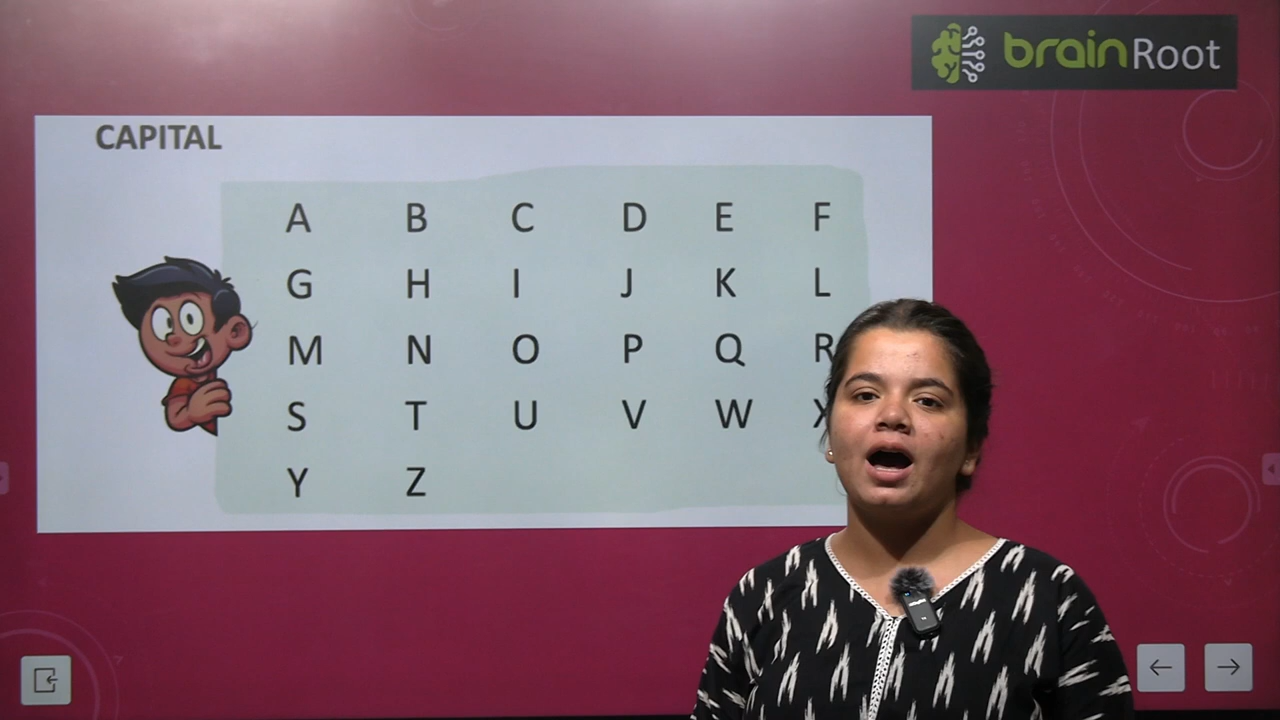 brainRoot
CAPITAL
A B C D E F
G H I J K L
M N O P Q R
S T U V W X
Y Z